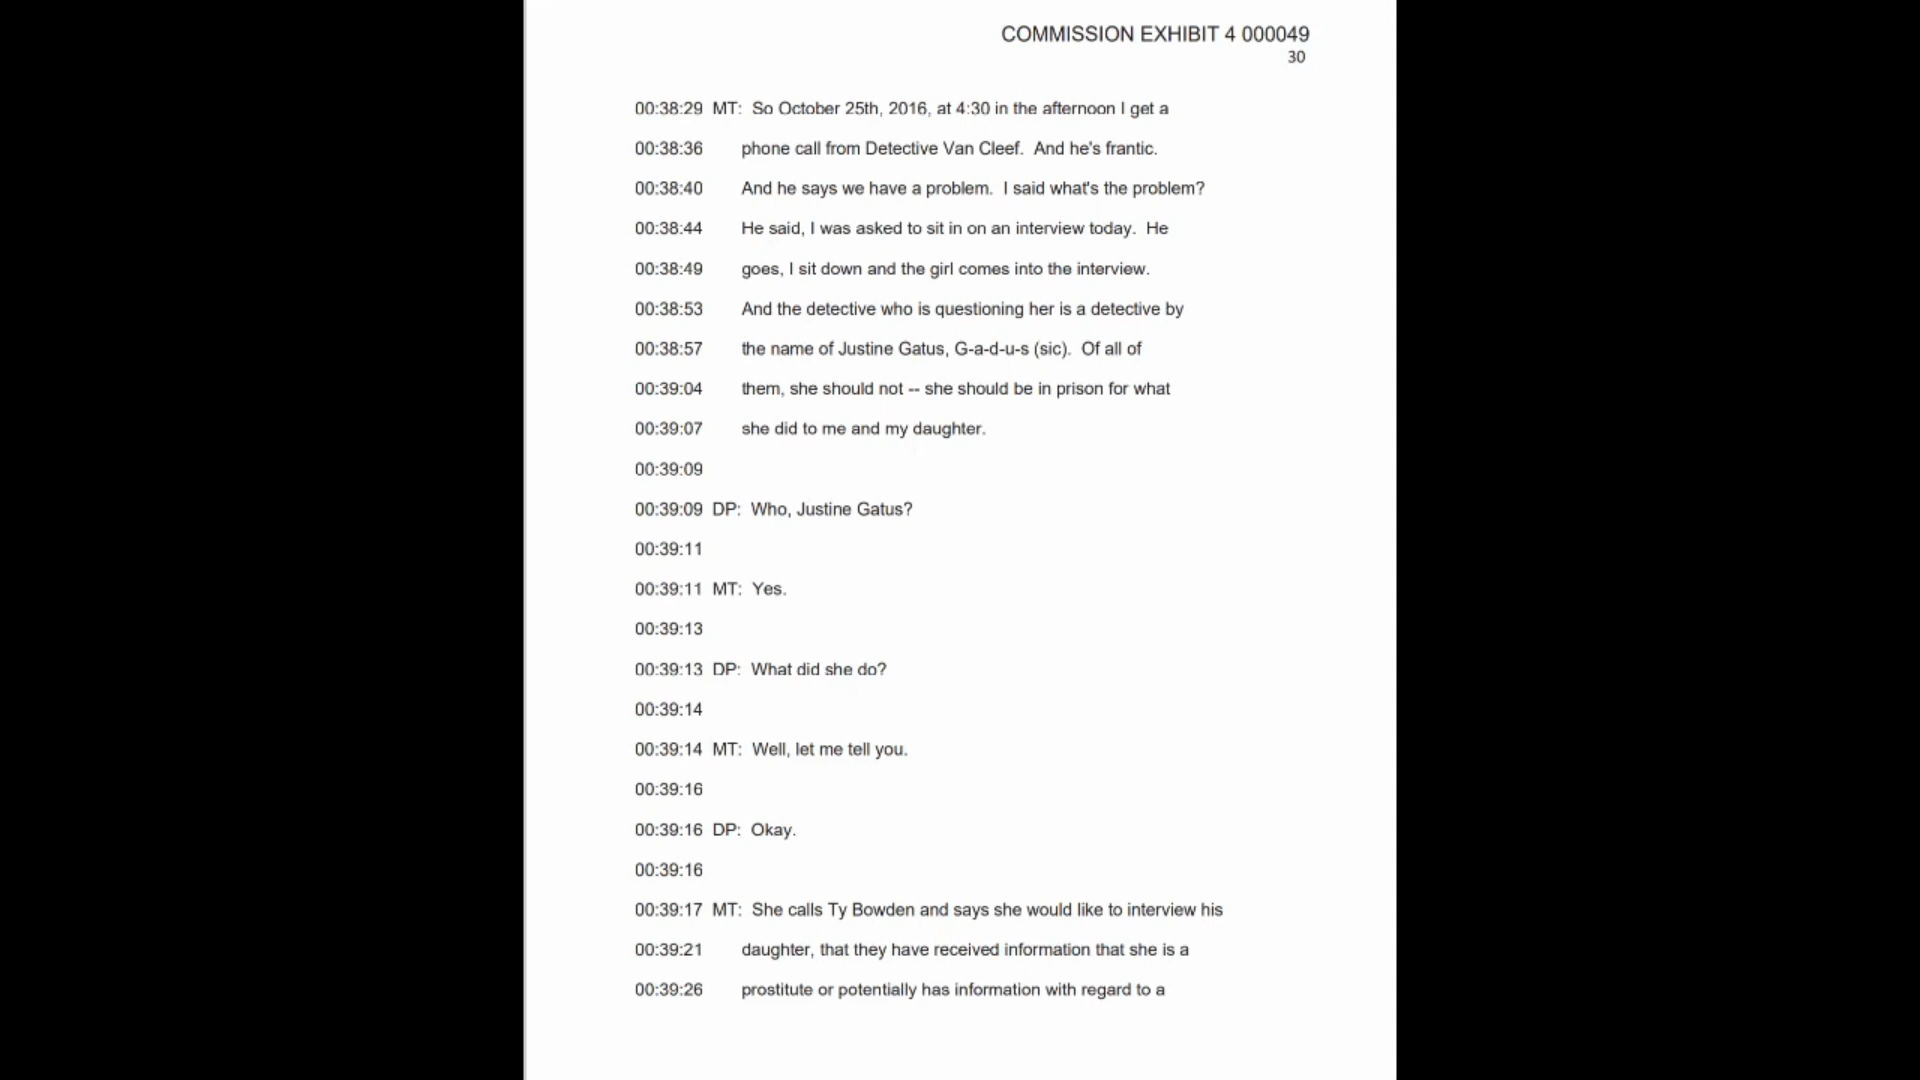 COMMISSION EXHIBIT 4 000049
30
00:38:29 MT: So October 25th, 2016, at 4:30 in the afternoon I get a
00:38:36 phone call from Detective Van Cleef. And he's frantic.
00:38:40 And he says we have a problem. I said what's the problem?
00:38:44 He said, I was asked to sit in on an interview today. He
00:38:49 goes, I sit down and the girl comes into the interview.
00:38:53 And the detective who is questioning her is a detective by
00:38:57 the name of Justine Gatus, G-a-d-u-s (sic). Of all of
00:39:04 them, she should not -- she should be in prison for what
00:39:07 she did to me and my daughter.
00:39:09
00:39:09 DP: Who, Justine Gatus?
00:39:11
00:39:11 MT: Yes.
00:39:13
00:39:13 DP: What did she do?
00:39:14
00:39:14 MT: Well, let me tell you.
00:39:16
00:39:16 DP: Okay.
00:39:16
00:39:17 MT: She calls Ty Bowden and says she would like to interview his
00:39:21 daughter, that they have received information that she is a
00:39:26 prostitute or potentially has information with regard to a